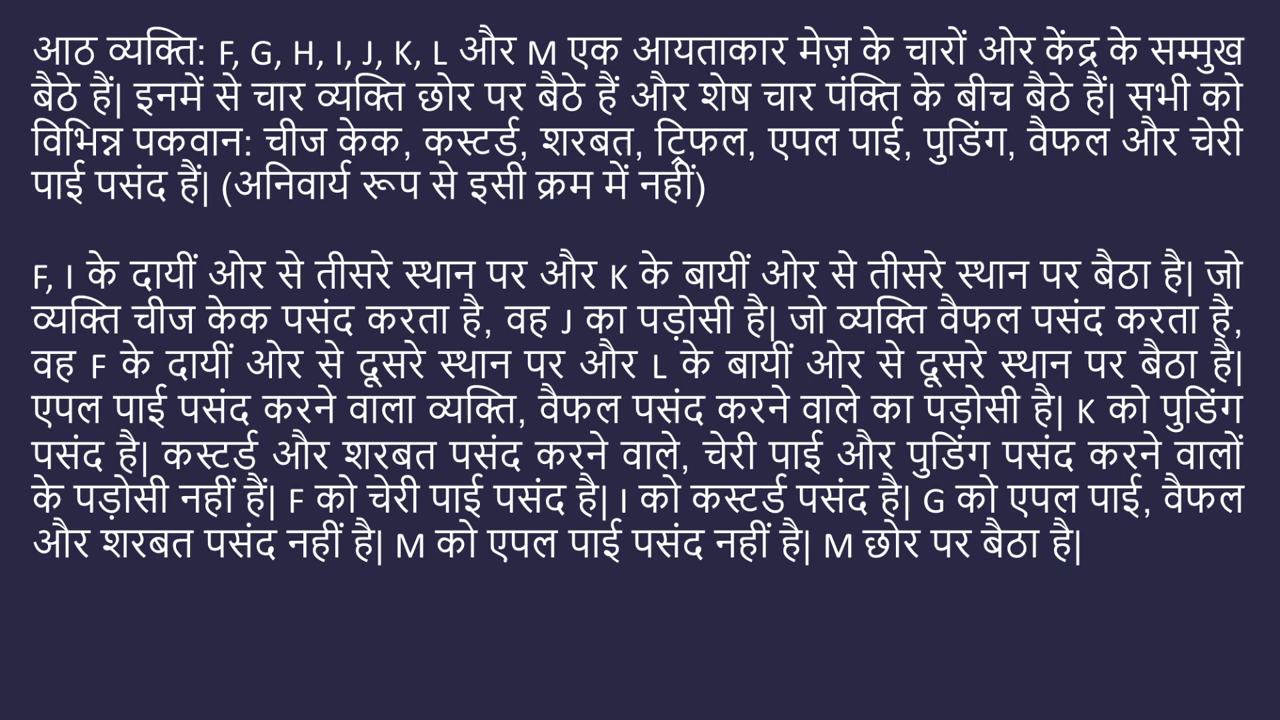 आठ व्यक्ति: F, G, H, I, J, K, L और M एक आयताकार मेज़ के चारों ओर केंद्र के सम्मुख
बैठे हैं| इनमें से चार व्यक्ति छोर पर बैठे हैं और शेष चार पंक्ति के बीच बैठे हैं| सभी को
विभिन्न पकवान: चीज केक, कस्टर्ड, शरबत, ट्रिफल, एपल पाई, पुडिंग, वैफल और चेरी
पाई पसंद हैं| (अनिवार्य रूप से इसी क्रम में नहीं)
F, I के दायीं ओर से तीसरे स्थान पर और K के बायीं ओर से तीसरे स्थान पर बैठा है| जो
व्यक्ति चीज केक पसंद करता है, वह J का पड़ोसी है| जो व्यक्ति वैफल पसंद करता है,
वह F के दायीं ओर से दूसरे स्थान पर और L के बायीं ओर से दूसरे स्थान पर बैठा है|
एपल पाई पसंद करने वाला व्यक्ति, वैफल पसंद करने वाले का पड़ोसी है| K को पुडिंग
पसंद है| कस्टर्ड और शरबत पसंद करने वाले, चेरी पाई और पुडिंग पसंद करने वालों
के पड़ोसी नहीं हैं| F को चेरी पाई पसंद है| I को कस्टर्ड पसंद है| G को एपल पाई, वैफल
और शरबत पसंद नहीं है| M को एपल पाई पसंद नहीं है| M छोर पर बैठा है|